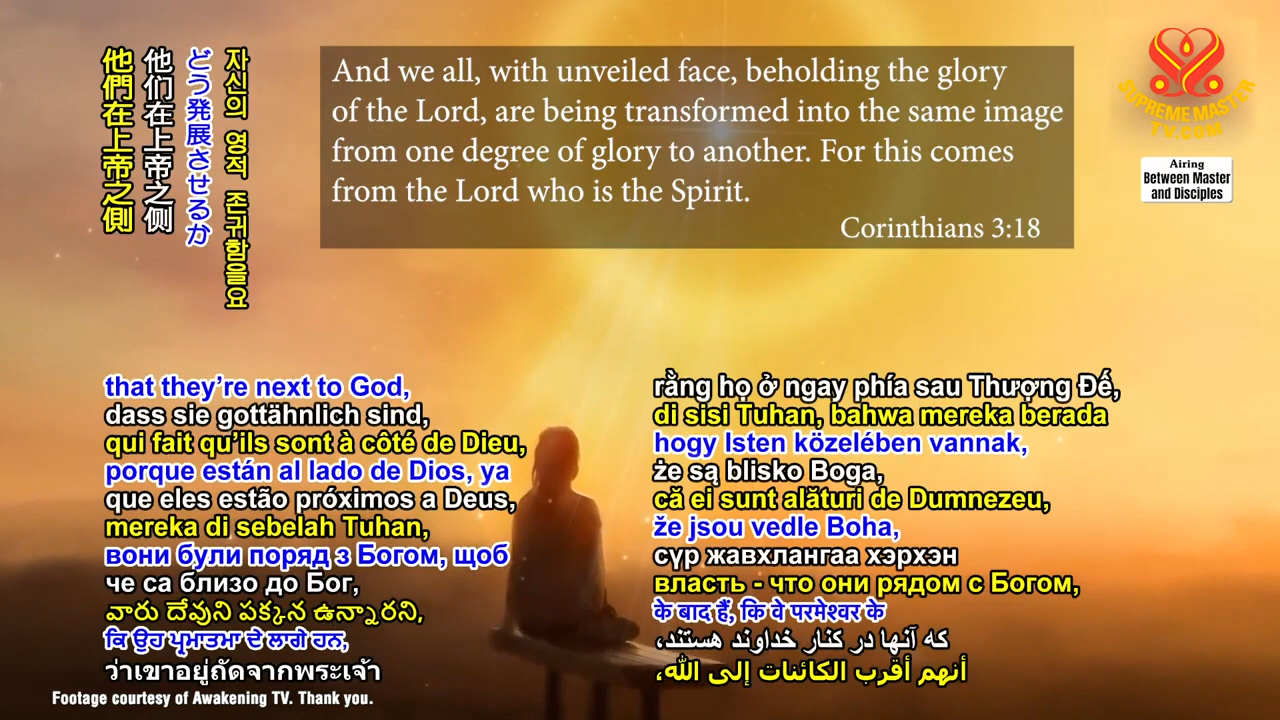 他們在上帝之側
他们在上帝之侧
どう発展させるか
자신의 영적 존귀함을요
And we all, with unveiled face, beholding the glory
of the Lord, are being transformed into the same image
from one degree of glory to another. For this comes
from the Lord who is the Spirit.
Corinthians 3:18
SUPREME MASTER
TV.COM
Airing
Between Master
and Disciples
that they’re next to God,
dass sie gottähnlich sind,
qui fait qu’ils sont à côté de Dieu,
porque están al lado de Dios, ya
que eles estão próximos a Deus,
mereka di sebelah Tuhan,
вони були поряд з Богом, щоб
че са близо до Бог,
వారు దేవుని పక్కన ఉన్నారని,
ਕਿ ਉਹ ਪ੍ਰਮਾਤਮਾ ਦੇ ਲਾਗੇ ਹਨ,
ว่าเขาอยู่ถัดจากพระเจ้า
rằng họ ở ngay phía sau Thượng Đế,
di sisi Tuhan, bahwa mereka berada
hogy Isten közelében vannak,
że są blisko Boga,
că ei sunt alături de Dumnezeu,
že jsou vedle Boha,
сүр жавхлангаа хэрхэн
власть - что они рядом с Богом,
के बाद हैं, कि वे परमेश्वर के
که آنها در کنار خداوند هستند،
أنهم أقرب الكائنات إلى الله،
Footage courtesy of Awakening TV. Thank you.